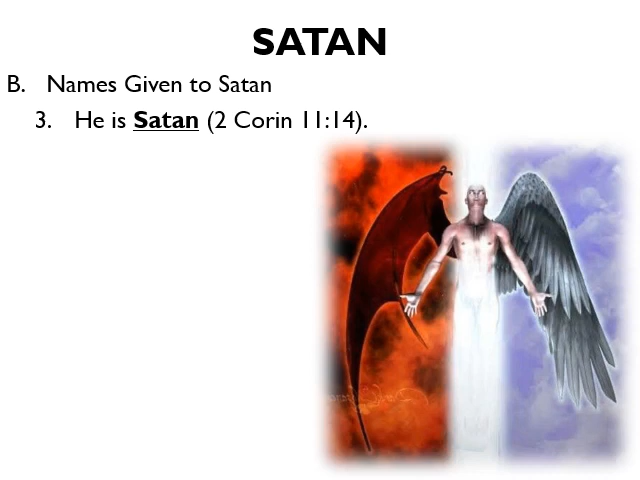 SATAN
B. Names Given to Satan
3. He is Satan (2 Corin 11:14).